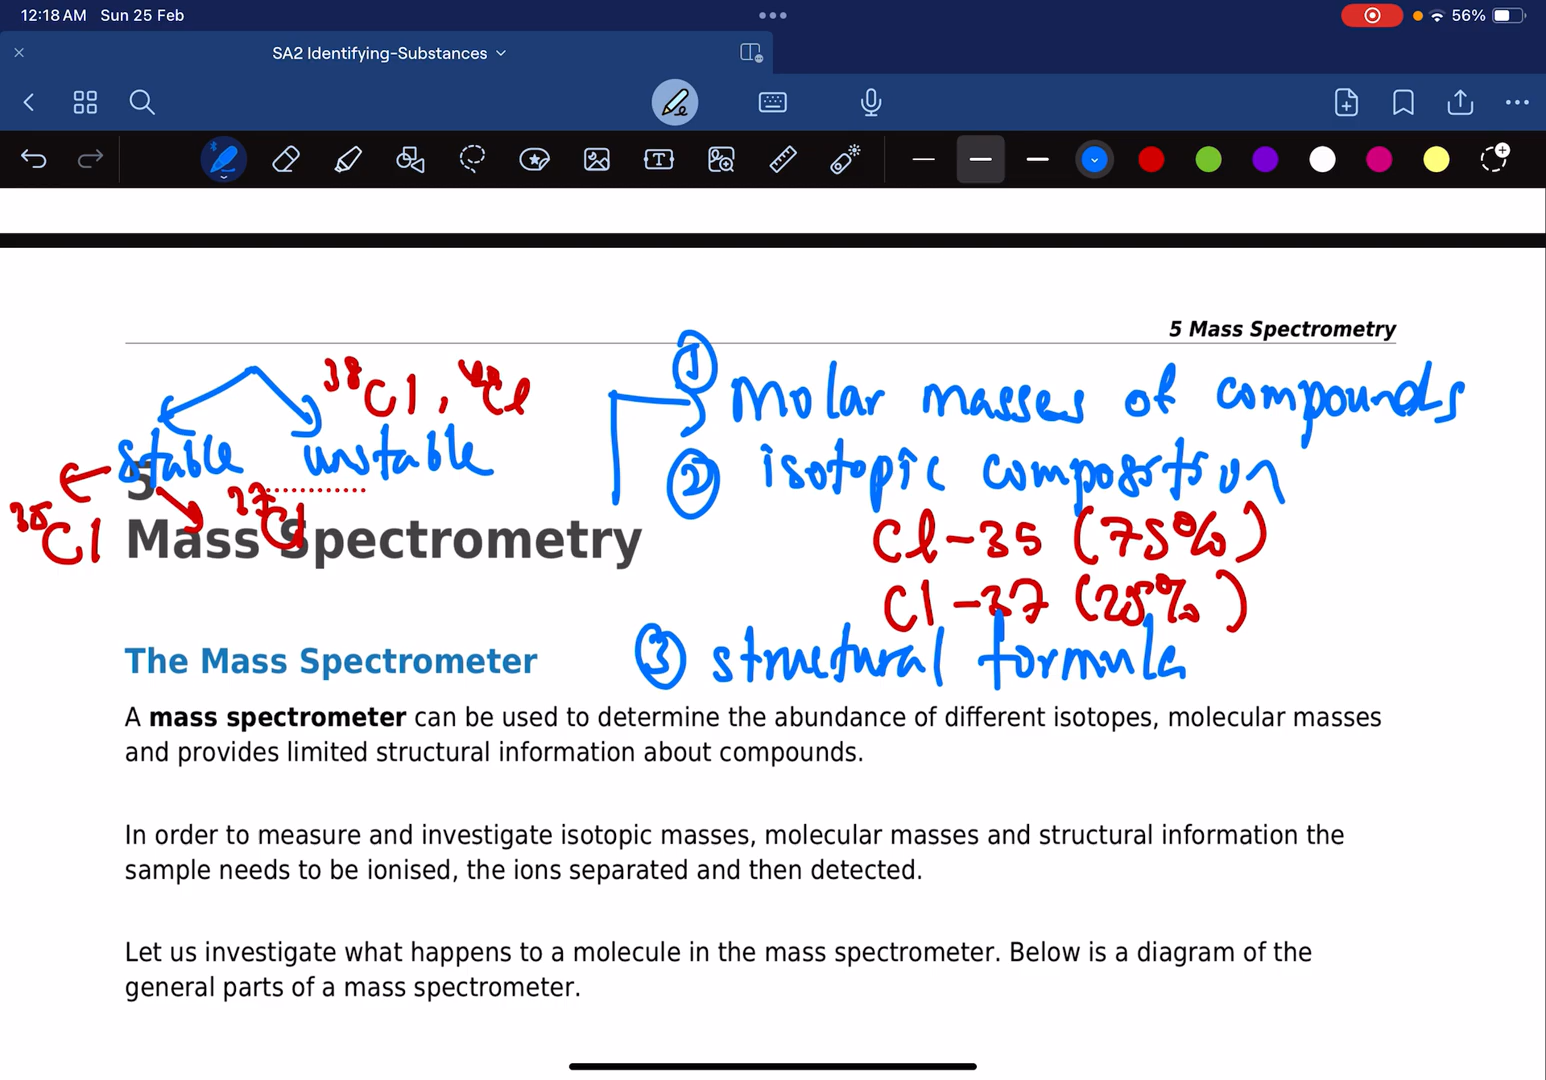 12:18 AM Sun 25 Feb
56%
SA2 Identifying-Substances
5 Mass Spectrometry
① Molar masses of compounds
³⁸Cl, Cl
stable unstable
② isotopic composition
³⁵Cl ³⁷Cl
5
Mass Spectrometry
Cl-35 (75%)
Cl-37 (25%)
③ structural formula
The Mass Spectrometer
A mass spectrometer can be used to determine the abundance of different isotopes, molecular masses
and provides limited structural information about compounds.
In order to measure and investigate isotopic masses, molecular masses and structural information the
sample needs to be ionised, the ions separated and then detected.
Let us investigate what happens to a molecule in the mass spectrometer. Below is a diagram of the
general parts of a mass spectrometer.